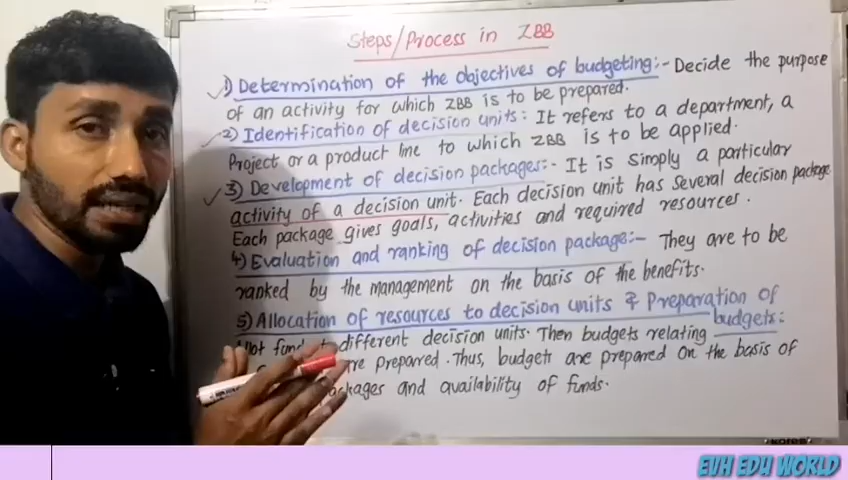 Steps/Process in ZBB
1) Determination of the objectives of budgeting:- Decide the purpose
of an activity for which ZBB is to be prepared.
2) Identification of decision units: It refers to a department, a
Project or a product line to which ZBB is to be applied.
3) Development of decision packages:- It is simply a particular
activity of a decision unit. Each decision unit has several decision package.
Each package gives goals, activities and required resources.
4) Evaluation and ranking of decision package:- They are to be
ranked by the management on the basis of the benefits.
5) Allocation of resources to decision units & Preparation of
budgets:
different decision units. Then budgets relating
prepared. Thus, budgets are prepared on the basis of
and availability of funds.
EVH EDU WORLD